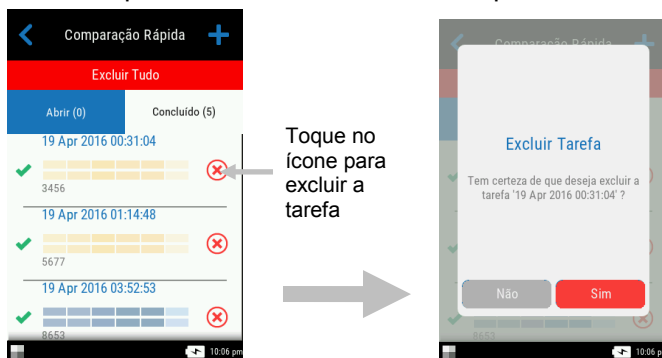 Comparação Rápida
Excluir Tudo
Abrir (0)
Concluído (5)
19 Apr 2016 00:31:04
3456
19 Apr 2016 01:14:48
5677
19 Apr 2016 03:52:53
8653
10:06 pm
Toque no
ícone para
excluir a
tarefa
Comparação Rápida
Excluir Tarefa
Tem certeza de que deseja excluir a
tarefa '19 Apr 2016 00:31:04' ?
Não
Sim
8653
10:06 p